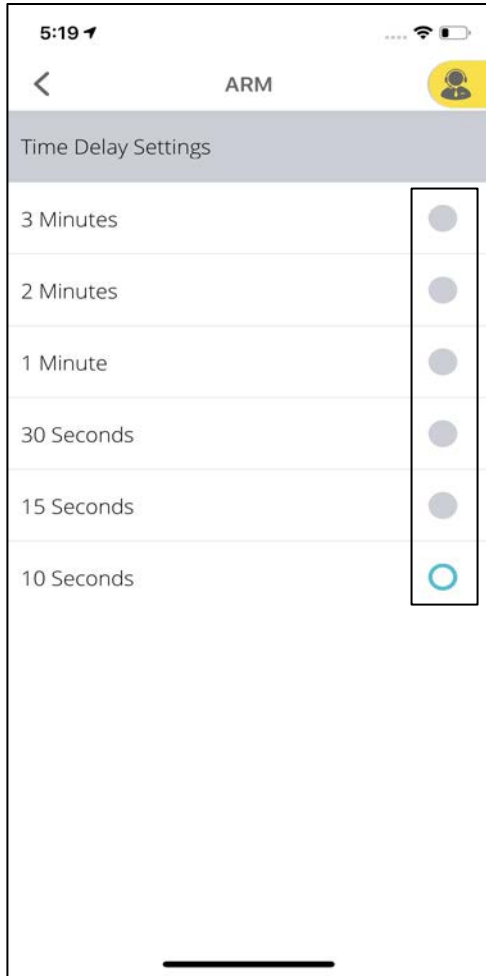 5:19
ARM
Time Delay Settings
3 Minutes
2 Minutes
1 Minute
30 Seconds
15 Seconds
10 Seconds